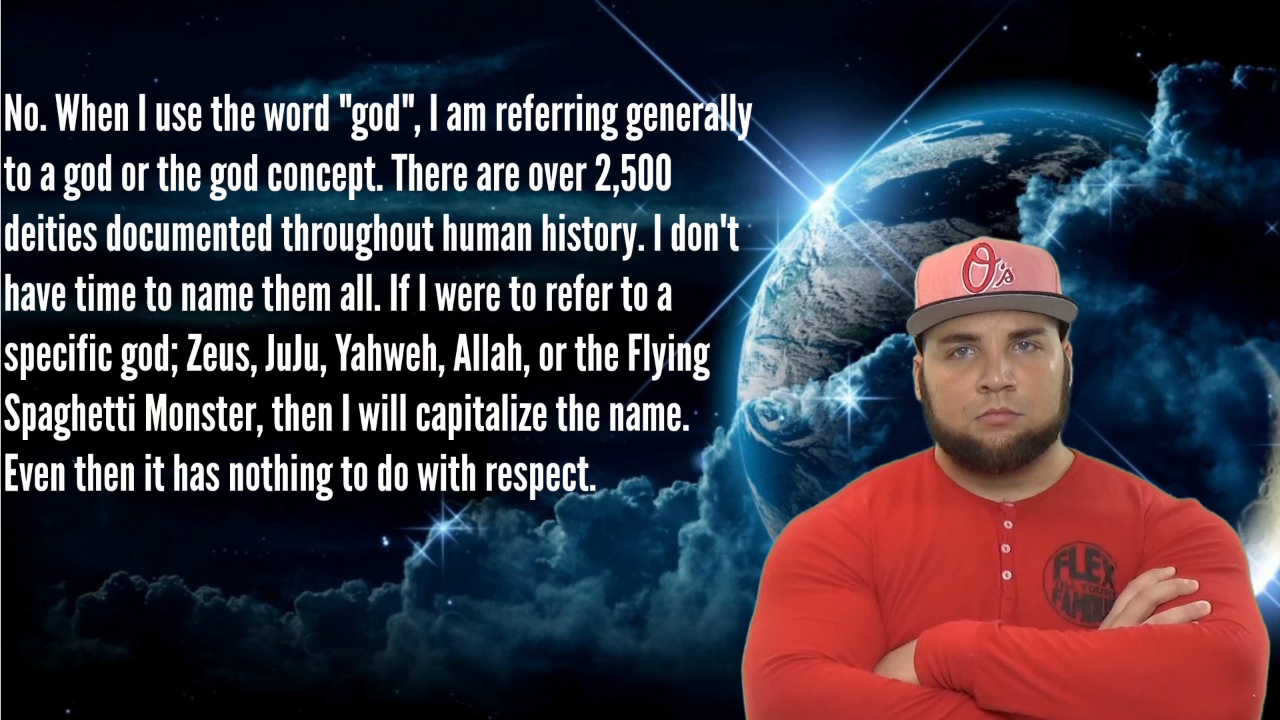 No. When I use the word "god", I am referring generally
to a god or the god concept. There are over 2,500
deities documented throughout human history. I don't
have time to name them all. If I were to refer to a
specific god; Zeus, JuJu, Yahweh, Allah, or the Flying
Spaghetti Monster, then I will capitalize the name.
Even then it has nothing to do with respect.
O's
FLEX
FAMOUS